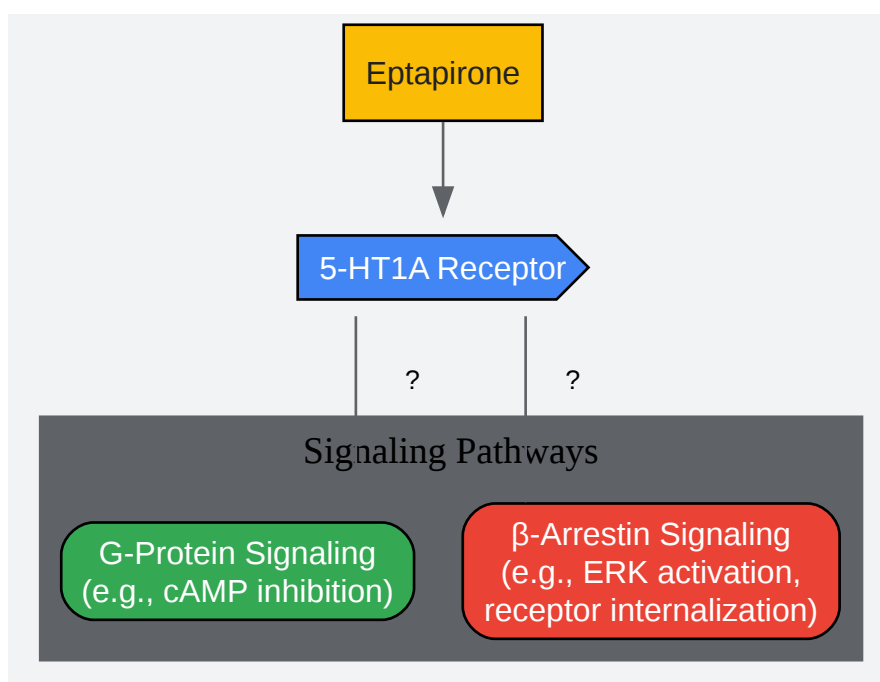 Eptapirone
5-HT1A Receptor
? ?
Signaling Pathways
G-Protein Signaling
(e.g., cAMP inhibition)
β-Arrestin Signaling
(e.g., ERK activation,
receptor internalization)